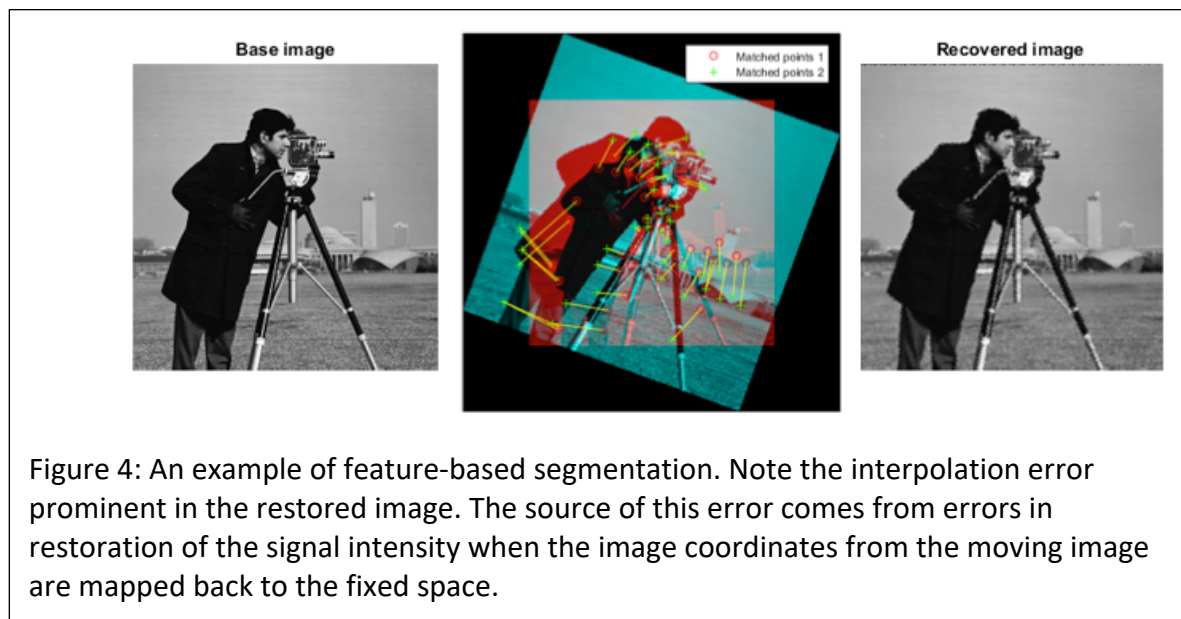 Base image
Matched points 1
Matched points 2
Recovered image
Figure 4: An example of feature-based segmentation. Note the interpolation error
prominent in the restored image. The source of this error comes from errors in
restoration of the signal intensity when the image coordinates from the moving image
are mapped back to the fixed space.